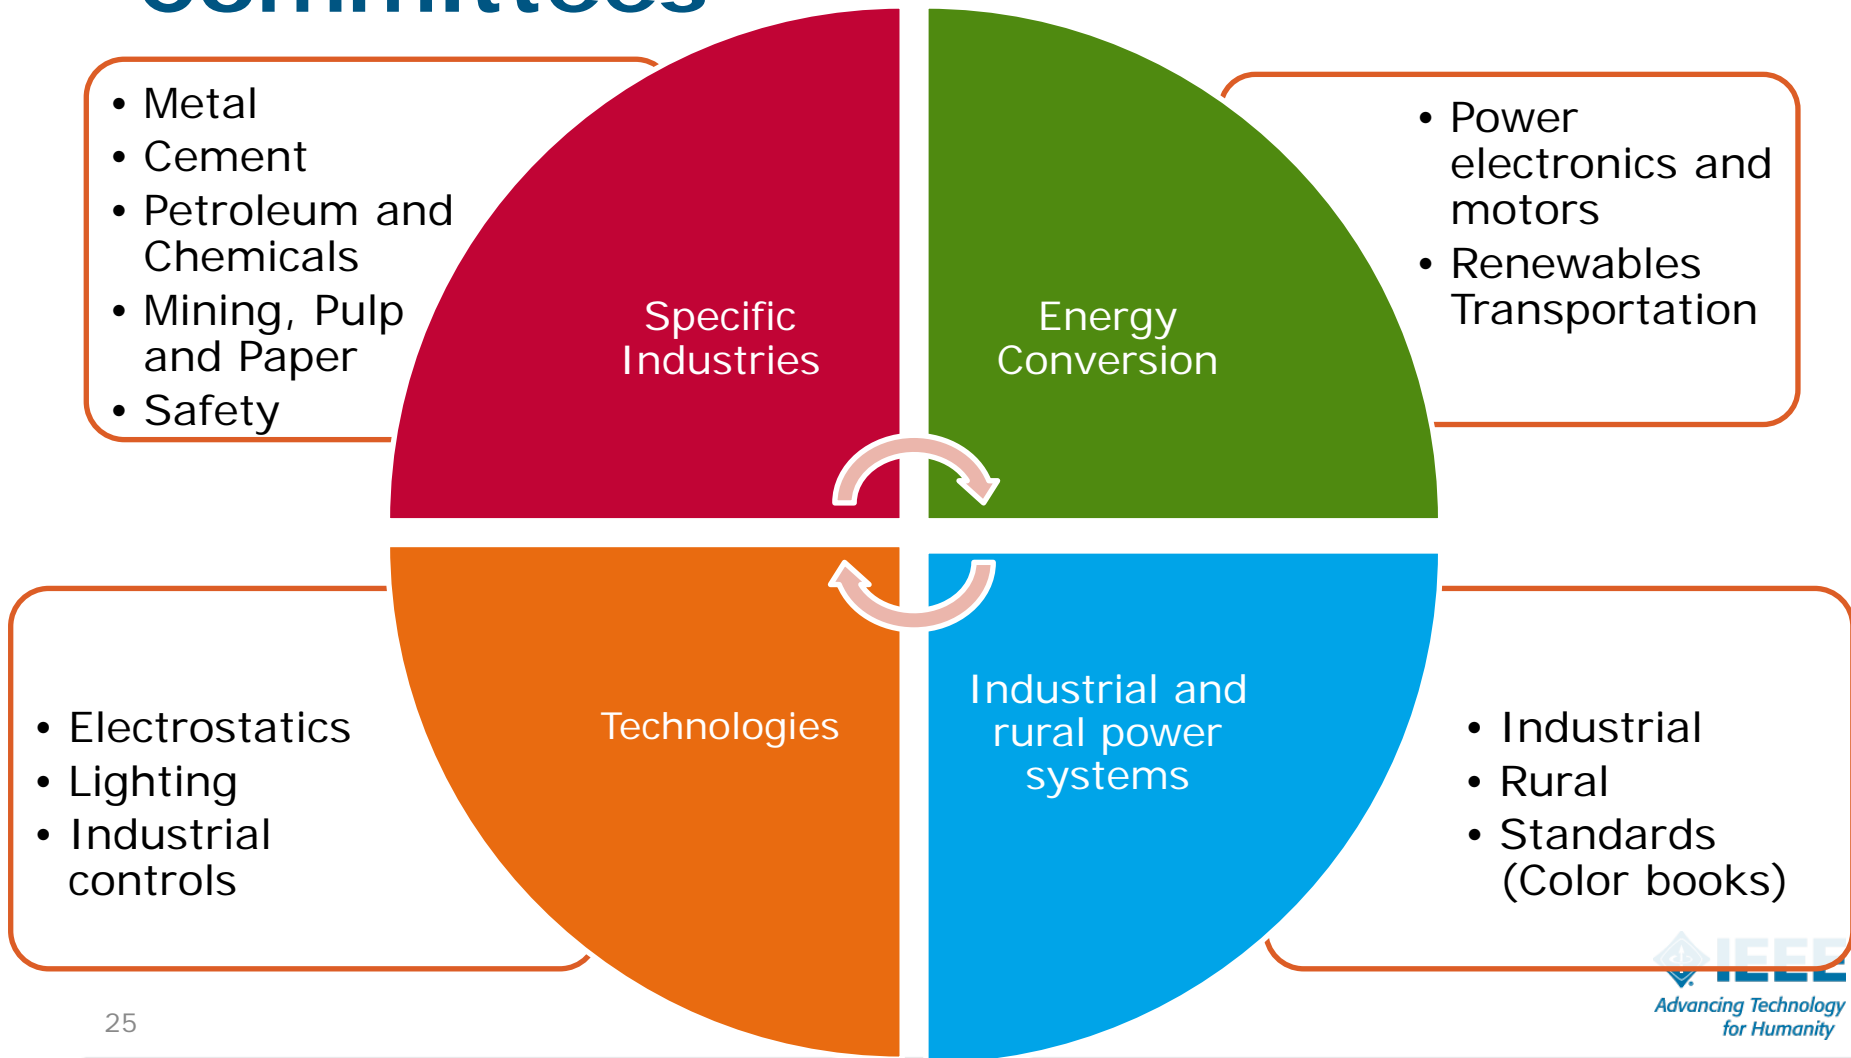 committees
• Metal
• Cement
• Petroleum and
Chemicals
• Mining, Pulp
and Paper
• Safety
Specific
Industries
Energy
Conversion
• Power
electronics and
motors
• Renewables
Transportation
• Electrostatics
• Lighting
• Industrial
controls
Technologies
Industrial and
rural power
systems
• Industrial
• Rural
• Standards
(Color books)
IEEE
Advancing Technology
for Humanity
25